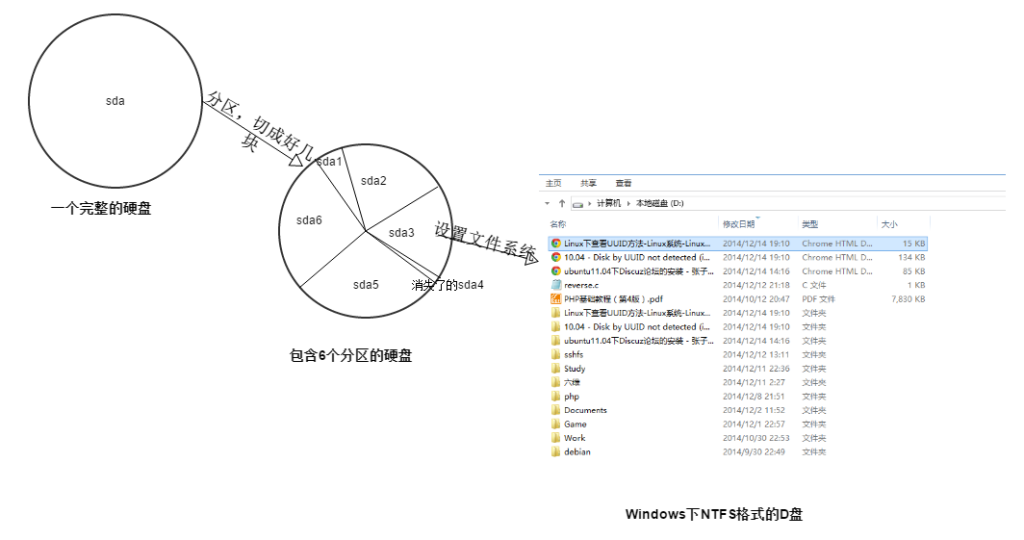 sda
分区，切成好几
块
一个完整的硬盘
sda1
sda2
sda6
sda3
sda5
消失了的sda4
包含6个分区的硬盘
设置文件系统
主页 共享 查看
计算机 本地磁盘 (D:)
名称 修改日期 类型 大小
Linux下查看UUID方法-Linux系统-Linux... 2014/12/14 19:10 Chrome HTML D... 15 KB
10.04 - Disk by UUID not detected (i... 2014/12/14 19:10 Chrome HTML D... 134 KB
ubuntu11.04下Discuz论坛的安装 - 张子... 2014/12/14 14:16 Chrome HTML D... 85 KB
reverse.c 2014/12/12 21:18 C 文件 1 KB
PHP基础教程（第4版）.pdf 2014/10/12 20:47 PDF 文件 7,830 KB
Linux下查看UUID方法-Linux系统-Linux... 2014/12/14 19:10 文件夹
10.04 - Disk by UUID not detected (i... 2014/12/14 19:10 文件夹
ubuntu11.04下Discuz论坛的安装 - 张子... 2014/12/14 14:16 文件夹
sshfs 2014/12/12 13:11 文件夹
Study 2014/12/11 22:36 文件夹
六维 2014/12/11 2:27 文件夹
php 2014/12/8 21:51 文件夹
Documents 2014/12/2 11:52 文件夹
Game 2014/12/1 22:57 文件夹
Work 2014/10/30 22:53 文件夹
debian 2014/9/30 22:49 文件夹
Windows下NTFS格式的D盘